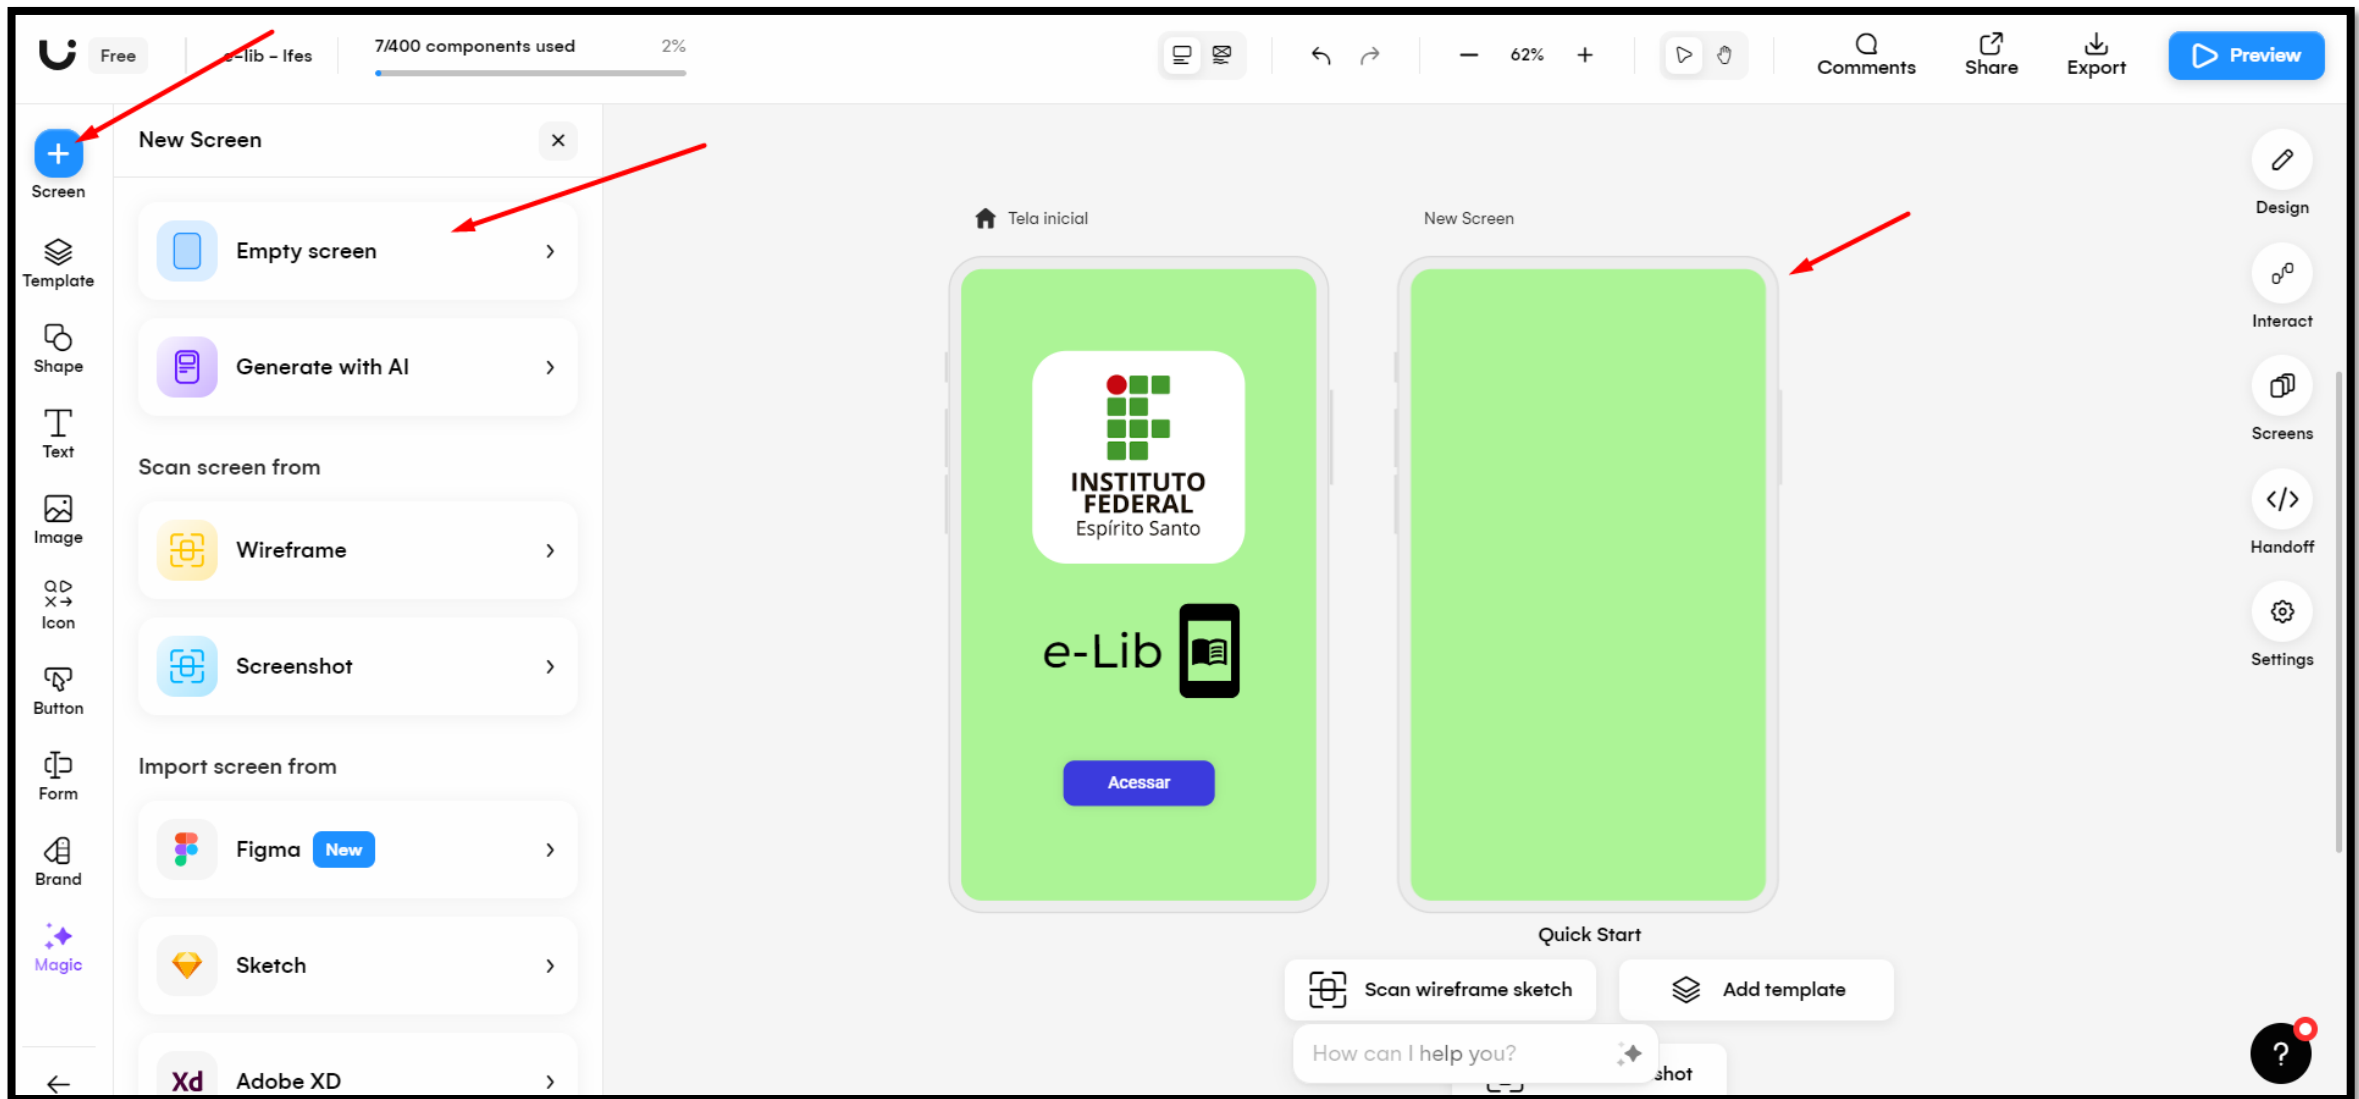 Free
e-lib - Ifes
7/400 components used
2%
62%
Comments
Share
Export
Preview
Screen
Template
Shape
Text
Image
Icon
Button
Form
Brand
Magic
New Screen
Empty screen
Generate with AI
Scan screen from
Wireframe
Screenshot
Import screen from
Figma
New
Sketch
Xd
Adobe XD
Tela inicial
INSTITUTO
FEDERAL
Espírito Santo
e-Lib
Acessar
New Screen
Quick Start
Scan wireframe sketch
Add template
How can I help you?
shot
Design
Interact
Screens
Handoff
Settings
?